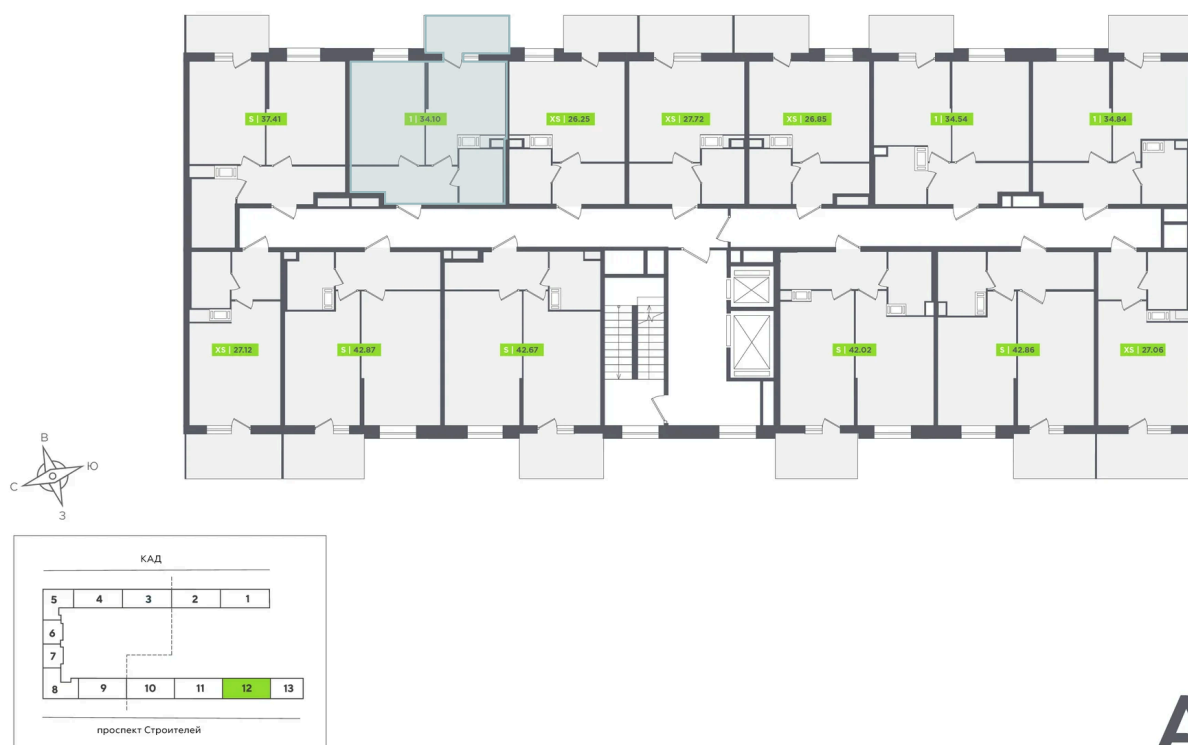 S | 37.41
1 | 34.10
XS | 26.25
XS | 27.72
XS | 26.85
1 | 34.54
1 | 34.84
XS | 27.12
S | 42.87
S | 42.67
S | 42.02
S | 42.86
XS | 27.06
В
Ю
С
З
КАД
5 4 3 2 1
6
7
8 9 10 11 12 13
проспект Строителей